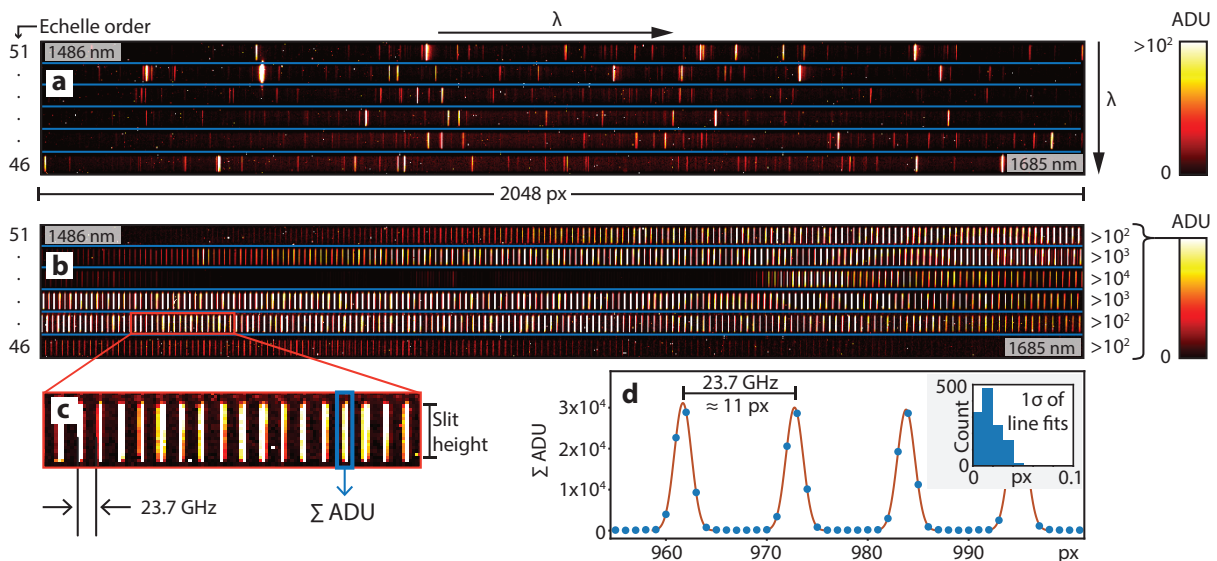 Echelle order
λ
ADU
51
1486 nm
>10²
a
·
·
·
·
λ
46
1685 nm
0
2048 px
ADU
51
1486 nm
>10²
b
·
>10³
·
>10⁴
·
>10³
·
>10²
46
1685 nm
>10²
0
c
Slit
height
23.7 GHz
Σ ADU
d
23.7 GHz
≈ 11 px
Σ ADU
3x10⁴
2x10⁴
1x10⁴
0
960
970
980
990
px
500
Count
0
1σ of
line fits
0
px
0.1